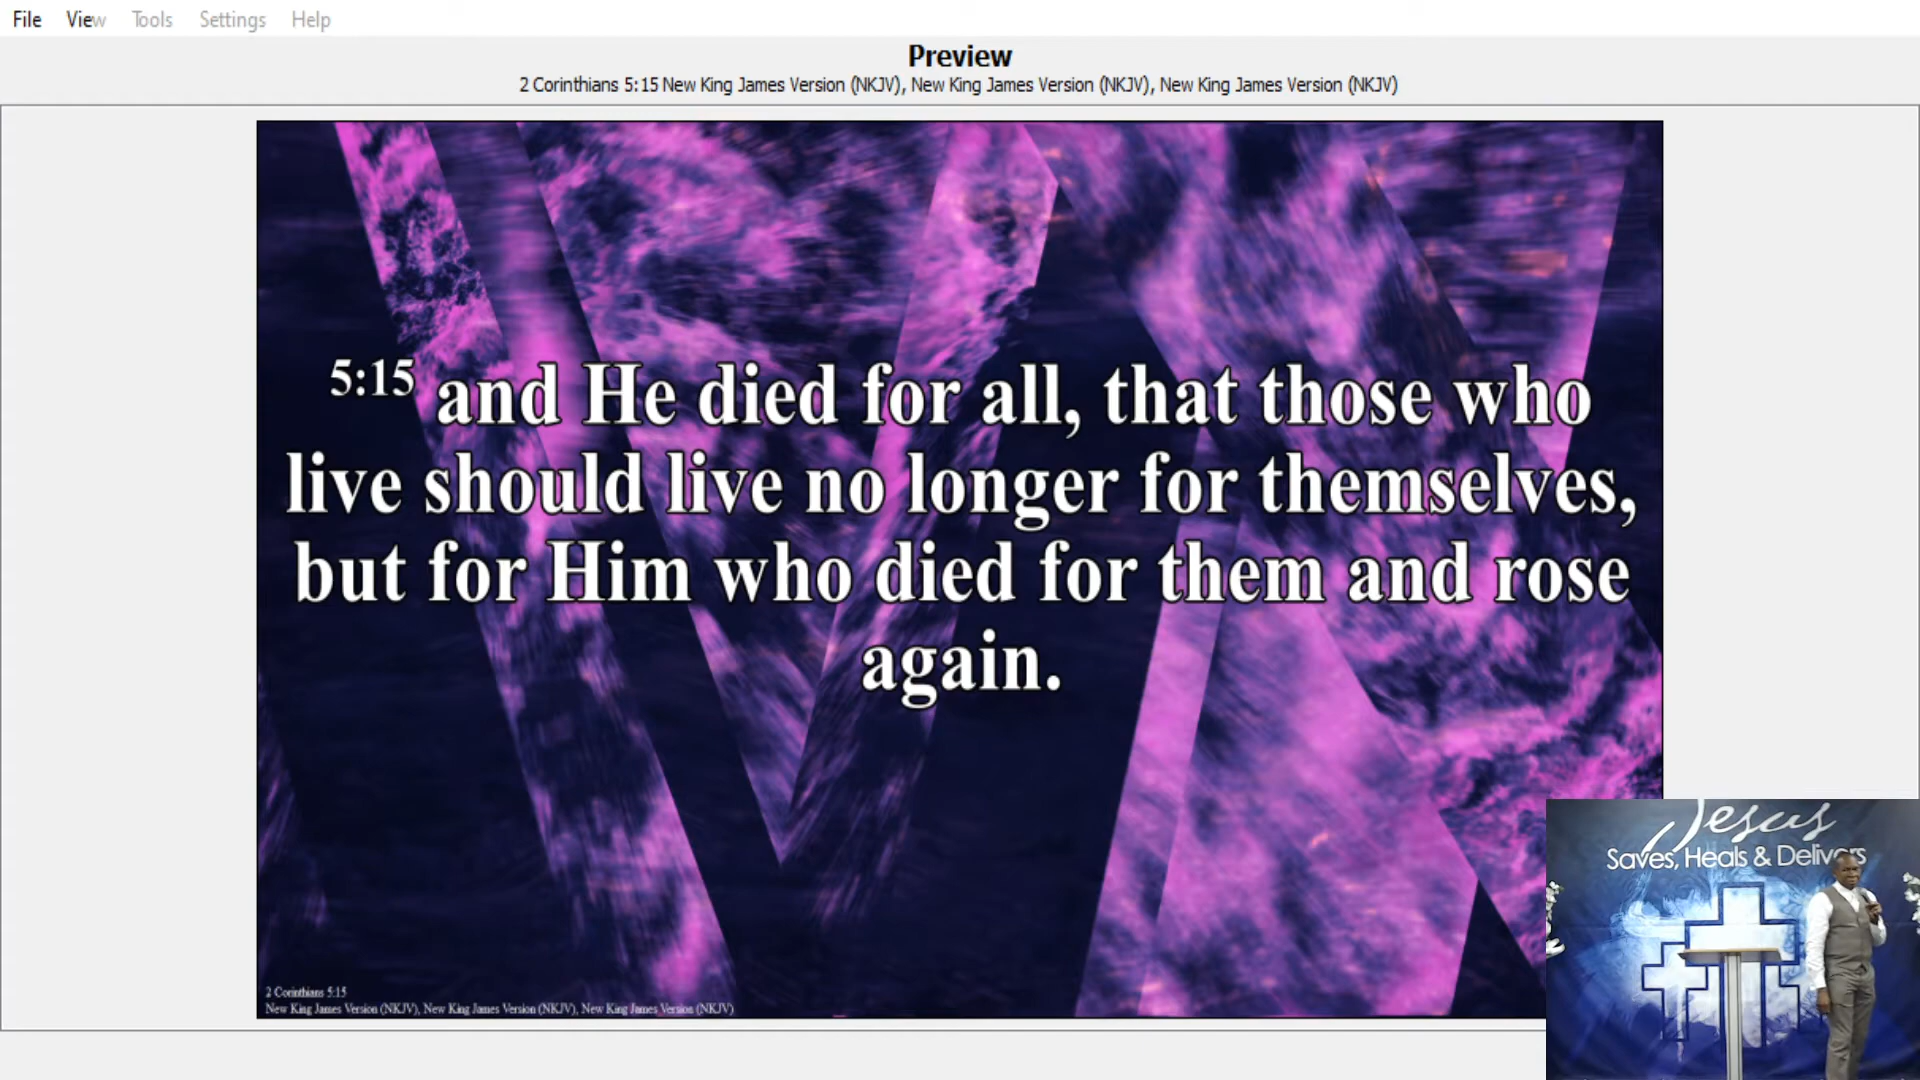 File View Tools Settings Help
Preview
2 Corinthians 5:15 New King James Version (NKJV), New King James Version (NKJV), New King James Version (NKJV)
5:15 and He died for all, that those who
live should live no longer for themselves,
but for Him who died for them and rose
again.
2 Corinthians 5:15
New King James Version (NKJV), New King James Version (NKJV), New King James Version (NKJV)
Jesus
Saves, Heals & Delivers